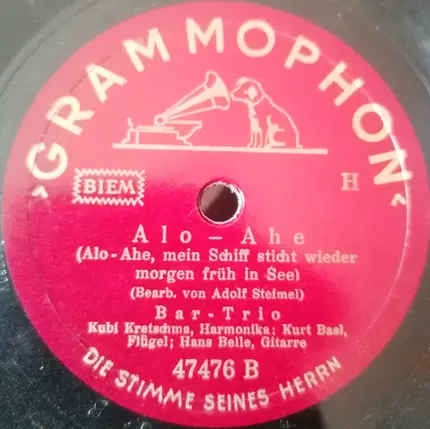 ›GRAMMOPHON‹
BIEM
H
Alo - Ahe
(Alo-Ahe, mein Schiff sticht wieder
morgen früh in See)
(Bearb. von Adolf Steimel)
Bar-Trio
Kubi Kretschms, Harmonika; Kurt Basl,
Flügel; Hans Belle, Gitarre
47476 B
DIE STIMME SEINES HERRN